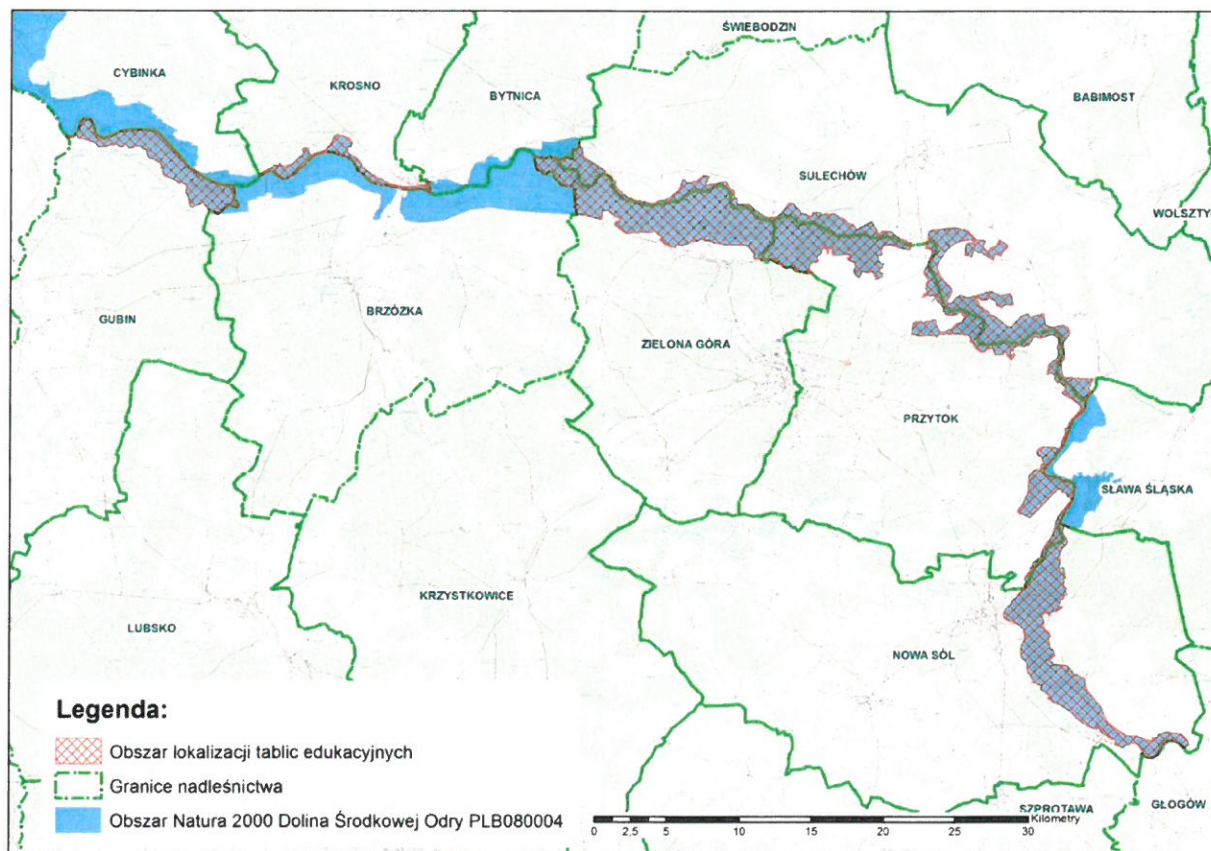 ŚWIEBODZIN
CYBINKA
KROSNO
BYTNICA
BABIMOST
SULECHÓW
WOLSZTY
GUBIN
BRZÓZKA
ZIELONA GÓRA
PRZYTOK
SŁAWA ŚLĄSKA
KRZYSTKOWICE
LUBSKO
NOWA SÓL
Legenda:
Obszar lokalizacji tablic edukacyjnych
Granice nadleśnictwa
Obszar Natura 2000 Dolina Środkowej Odry PLB080004
SZPROTAWA
GŁOGÓW
Kilometry
0 2,5 5 10 15 20 25 30